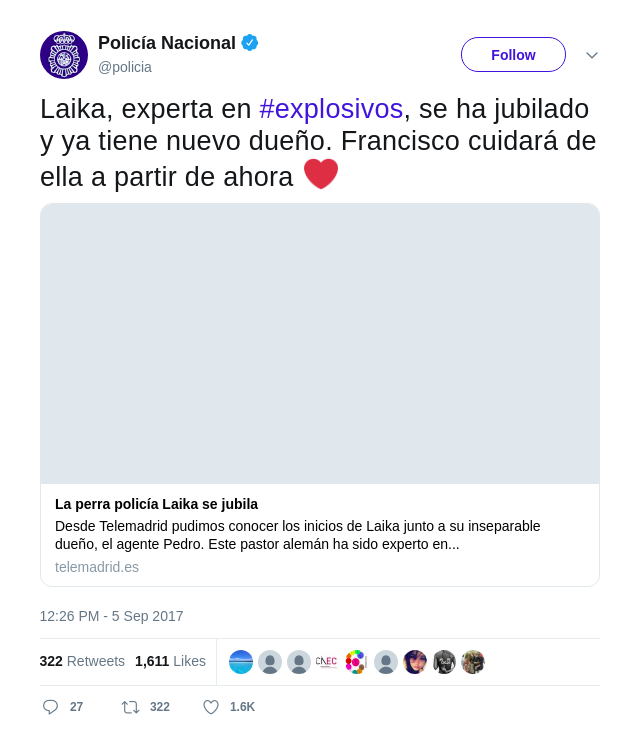 Policía Nacional
@policia
Follow
Laika, experta en #explosivos, se ha jubilado
y ya tiene nuevo dueño. Francisco cuidará de
ella a partir de ahora ❤
La perra policía Laika se jubila
Desde Telemadrid pudimos conocer los inicios de Laika junto a su inseparable
dueño, el agente Pedro. Este pastor alemán ha sido experto en...
telemadrid.es
12:26 PM - 5 Sep 2017
322 Retweets 1,611 Likes
CNEC
27 322 1.6K